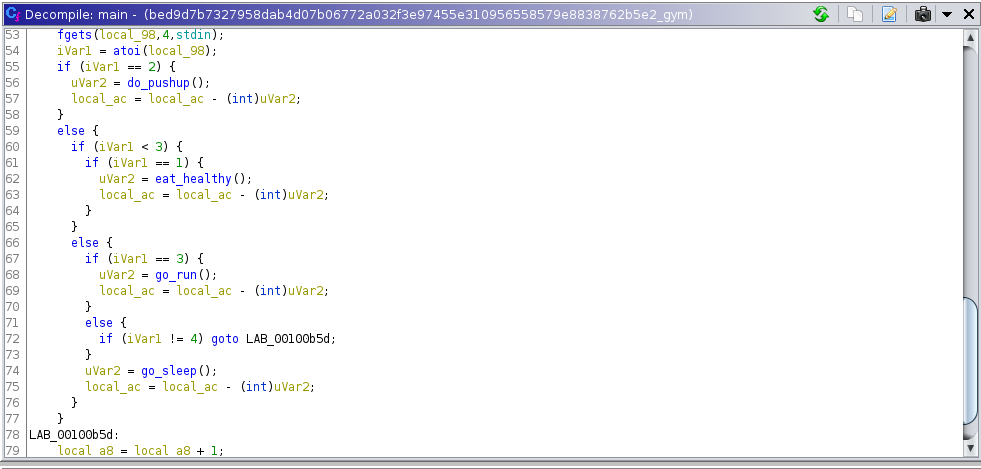 Decompile: main - (bed9d7b7327958dab4d07b06772a032f3e97455e310956558579e8838762b5e2_gym)
53 fgets(local_98,4,stdin);
54 iVar1 = atoi(local_98);
55 if (iVar1 == 2) {
56 uVar2 = do_pushup();
57 local_ac = local_ac - (int)uVar2;
58 }
59 else {
60 if (iVar1 < 3) {
61 if (iVar1 == 1) {
62 uVar2 = eat_healthy();
63 local_ac = local_ac - (int)uVar2;
64 }
65 }
66 else {
67 if (iVar1 == 3) {
68 uVar2 = go_run();
69 local_ac = local_ac - (int)uVar2;
70 }
71 else {
72 if (iVar1 != 4) goto LAB_00100b5d;
73 }
74 uVar2 = go_sleep();
75 local_ac = local_ac - (int)uVar2;
76 }
77 }
78 LAB_00100b5d:
79 local_a8 = local_a8 + 1;